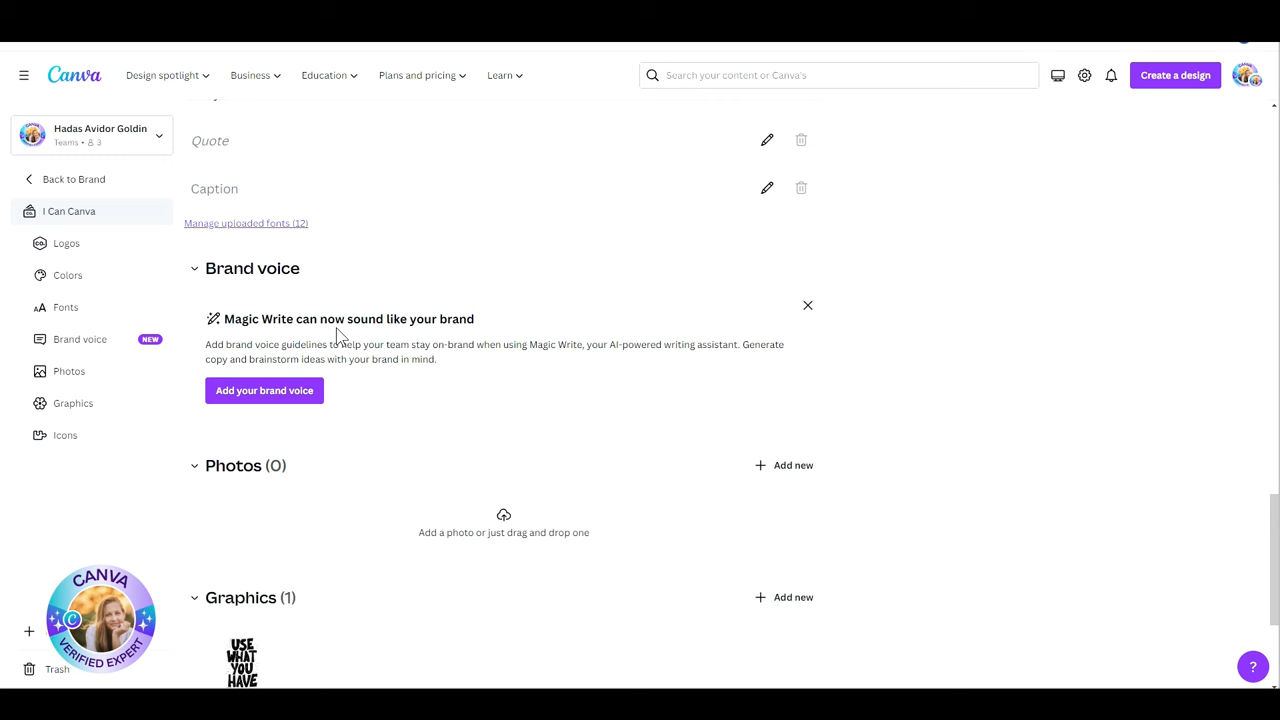 Canva
Design spotlight
Business
Education
Plans and pricing
Learn
Search your content or Canva's
Create a design
Hadas Avidor Goldin
Teams • 3
Back to Brand
I Can Canva
Logos
Colors
Fonts
Brand voice
NEW
Photos
Graphics
Icons
Trash
CANVA
VERIFIED EXPERT
Quote
Caption
Manage uploaded fonts (12)
Brand voice
Magic Write can now sound like your brand
Add brand voice guidelines to help your team stay on-brand when using Magic Write, your AI-powered writing assistant. Generate
copy and brainstorm ideas with your brand in mind.
Add your brand voice
Photos (0)
Add new
Add a photo or just drag and drop one
Graphics (1)
Add new
USE
WHAT
YOU
HAVE
?